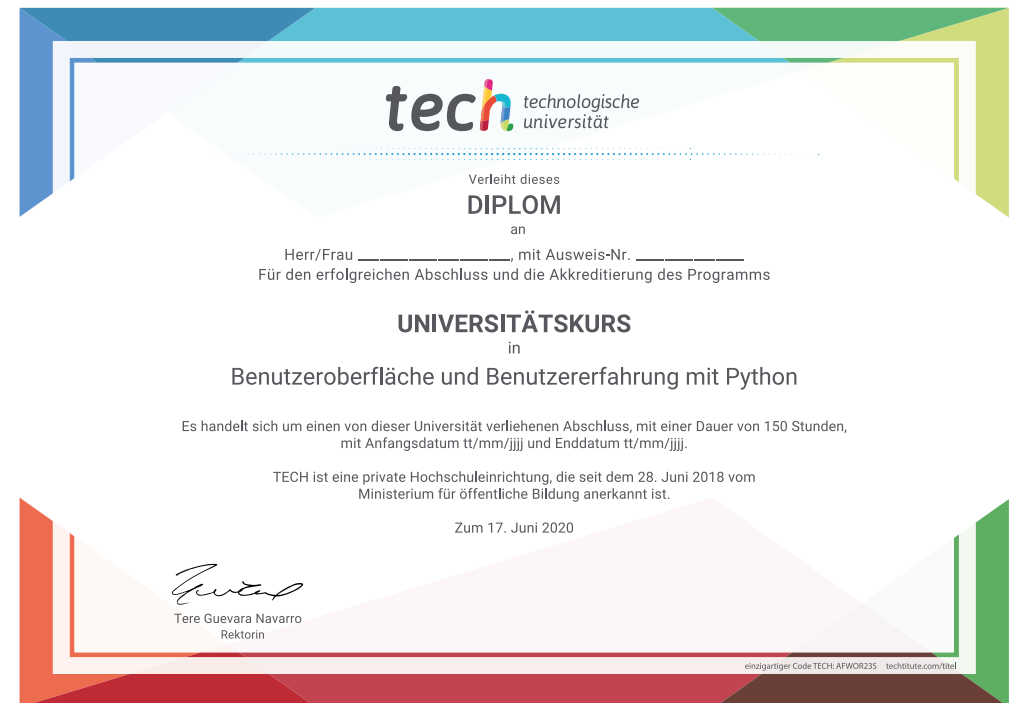 tech technologische
universität
Verleiht dieses
DIPLOM
an
Herr/Frau ____________________, mit Ausweis-Nr. ______________
Für den erfolgreichen Abschluss und die Akkreditierung des Programms
UNIVERSITÄTSKURS
in
Benutzeroberfläche und Benutzererfahrung mit Python
Es handelt sich um einen von dieser Universität verliehenen Abschluss, mit einer Dauer von 150 Stunden,
mit Anfangsdatum tt/mm/jjjj und Enddatum tt/mm/jjjj.
TECH ist eine private Hochschuleinrichtung, die seit dem 28. Juni 2018 vom
Ministerium für öffentliche Bildung anerkannt ist.
Zum 17. Juni 2020
Tere Guevara Navarro
Rektorin
einzigartiger Code TECH: AFWOR23S techtitute.com/titel